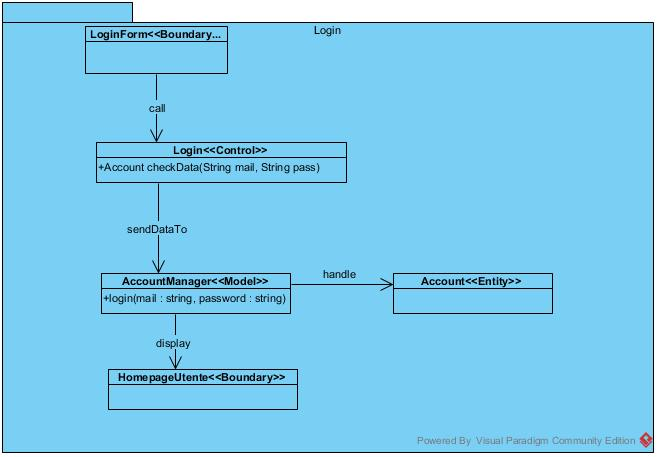 Login
LoginForm<<Boundary...
call
Login<<Control>>
+Account checkData(String mail, String pass)
sendDataTo
AccountManager<<Model>>
+login(mail : string, password : string)
handle
Account<<Entity>>
display
HomepageUtente<<Boundary>>
Powered By Visual Paradigm Community Edition